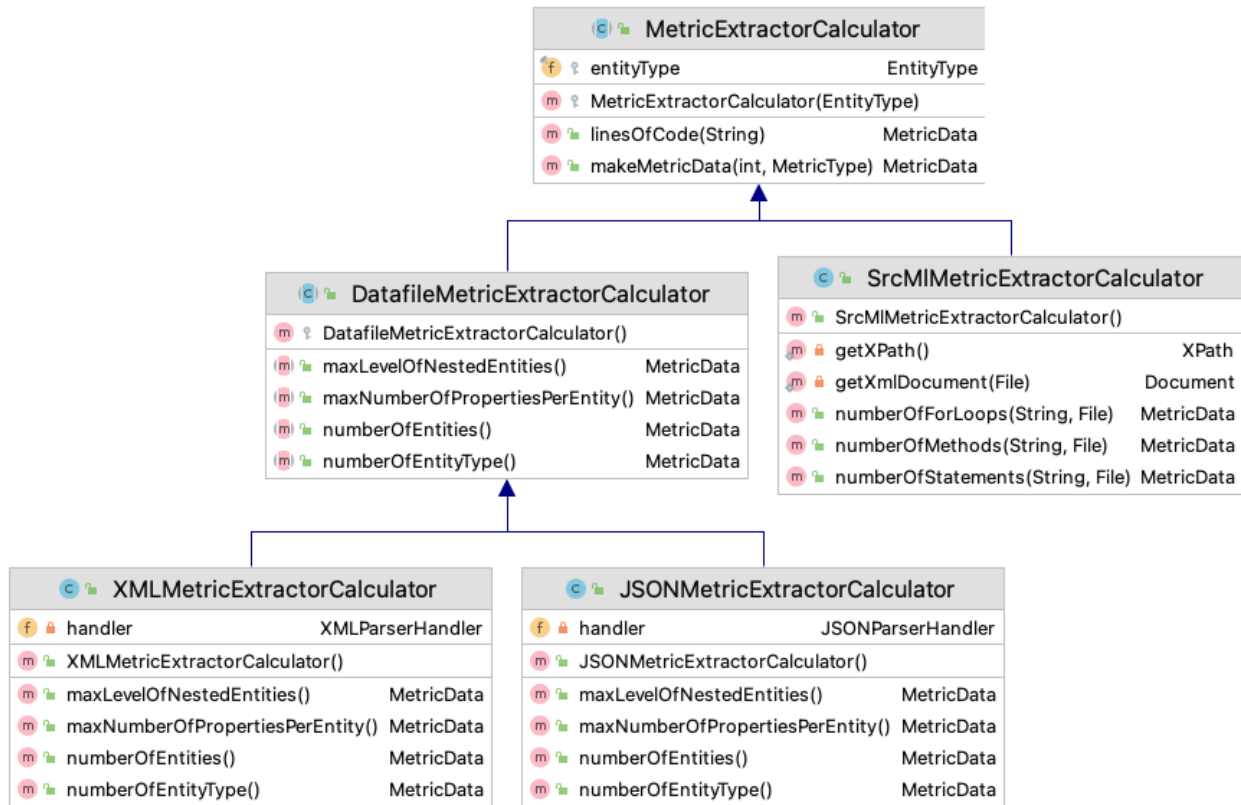 MetricExtractorCalculator
entityType EntityType
MetricExtractorCalculator(EntityType)
linesOfCode(String) MetricData
makeMetricData(int, MetricType) MetricData
DatafileMetricExtractorCalculator
DatafileMetricExtractorCalculator()
maxLevelOfNestedEntities() MetricData
maxNumberOfPropertiesPerEntity() MetricData
numberOfEntities() MetricData
numberOfEntityType() MetricData
SrcMlMetricExtractorCalculator
SrcMlMetricExtractorCalculator()
getXPath() XPath
getXmlDocument(File) Document
numberOfForLoops(String, File) MetricData
numberOfMethods(String, File) MetricData
numberOfStatements(String, File) MetricData
XMLMetricExtractorCalculator
handler XMLParserHandler
XMLMetricExtractorCalculator()
maxLevelOfNestedEntities() MetricData
maxNumberOfPropertiesPerEntity() MetricData
numberOfEntities() MetricData
numberOfEntityType() MetricData
JSONMetricExtractorCalculator
handler JSONParserHandler
JSONMetricExtractorCalculator()
maxLevelOfNestedEntities() MetricData
maxNumberOfPropertiesPerEntity() MetricData
numberOfEntities() MetricData
numberOfEntityType() MetricData